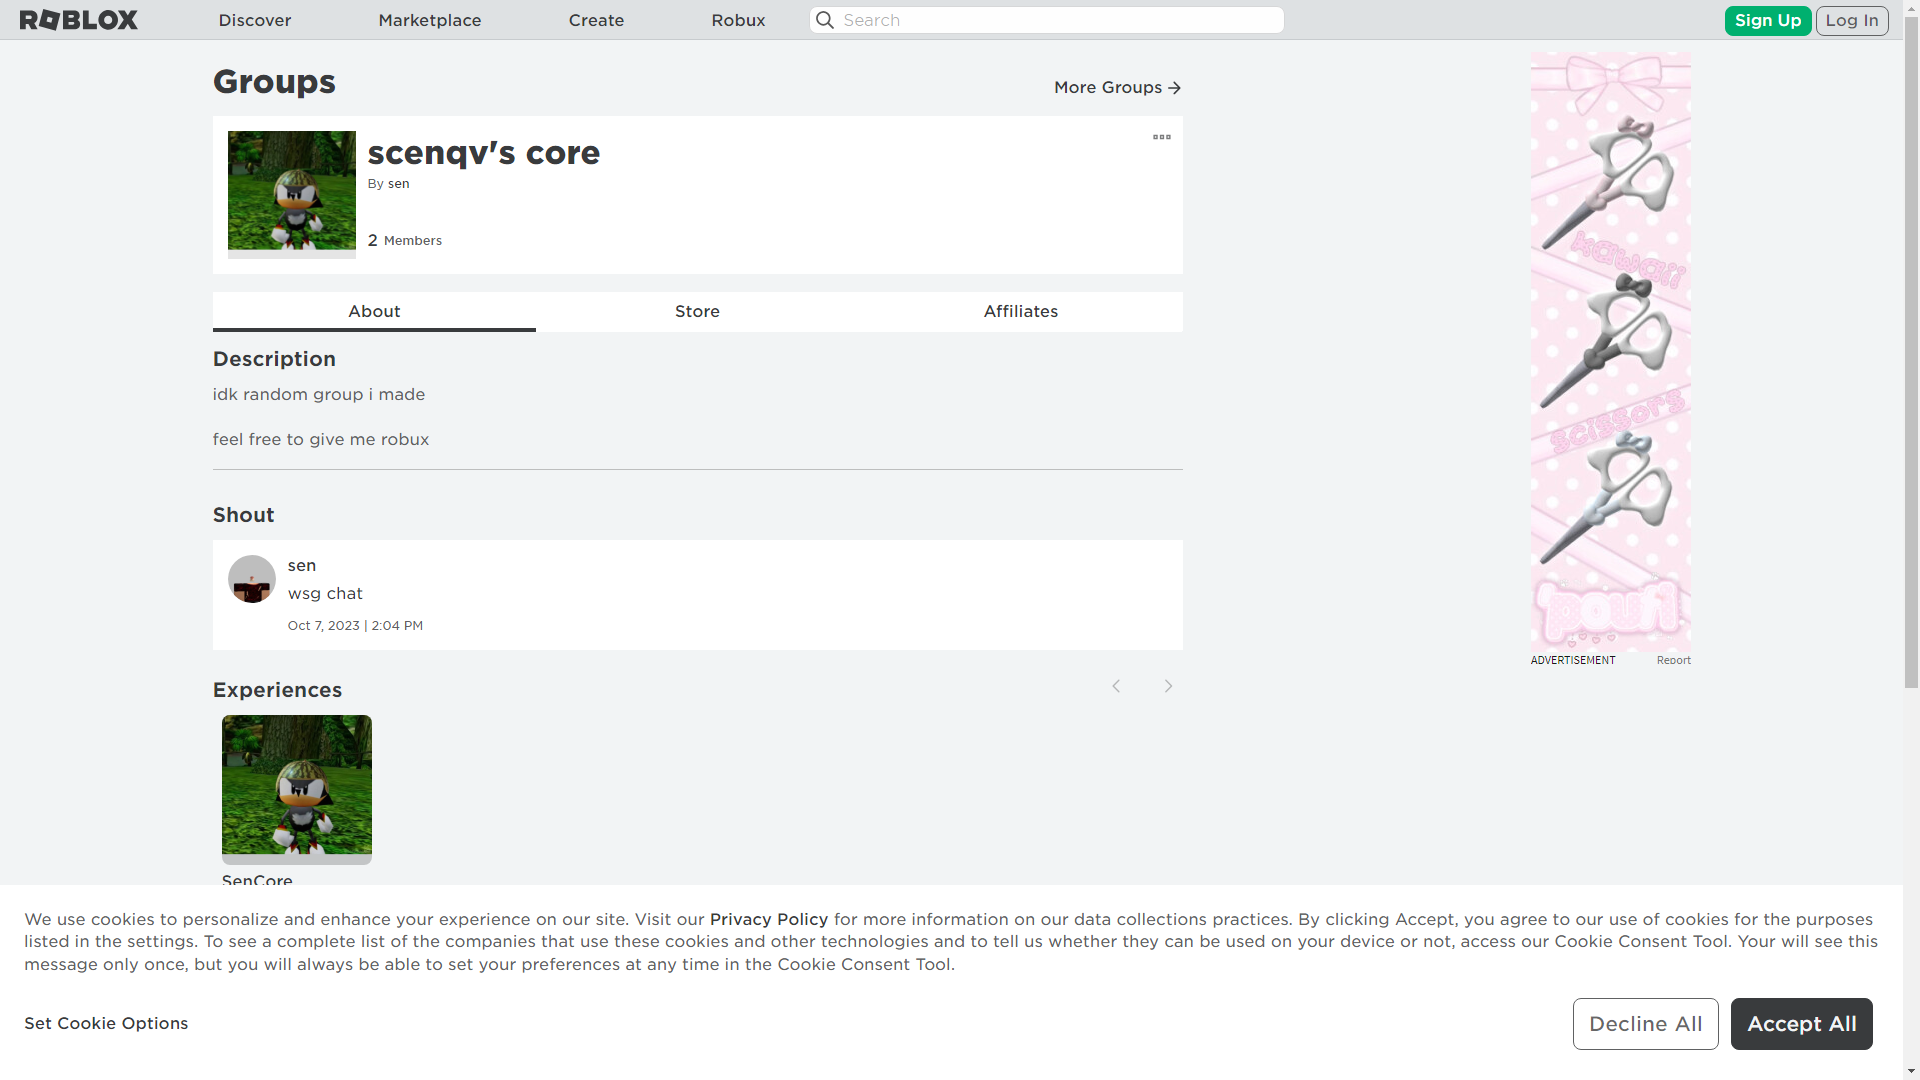 ROBLOX
Discover
Marketplace
Create
Robux
Search
Sign Up
Log In
Groups
More Groups
scenqv's core
By sen
2 Members
About
Store
Affiliates
Description
idk random group i made
feel free to give me robux
Shout
sen
wsg chat
Oct 7, 2023 | 2:04 PM
Experiences
SenCore
kawaii
scissors
'poufi
ADVERTISEMENT
Report
We use cookies to personalize and enhance your experience on our site. Visit our Privacy Policy for more information on our data collections practices. By clicking Accept, you agree to our use of cookies for the purposes
listed in the settings. To see a complete list of the companies that use these cookies and other technologies and to tell us whether they can be used on your device or not, access our Cookie Consent Tool. Your will see this
message only once, but you will always be able to set your preferences at any time in the Cookie Consent Tool.
Set Cookie Options
Decline All
Accept All